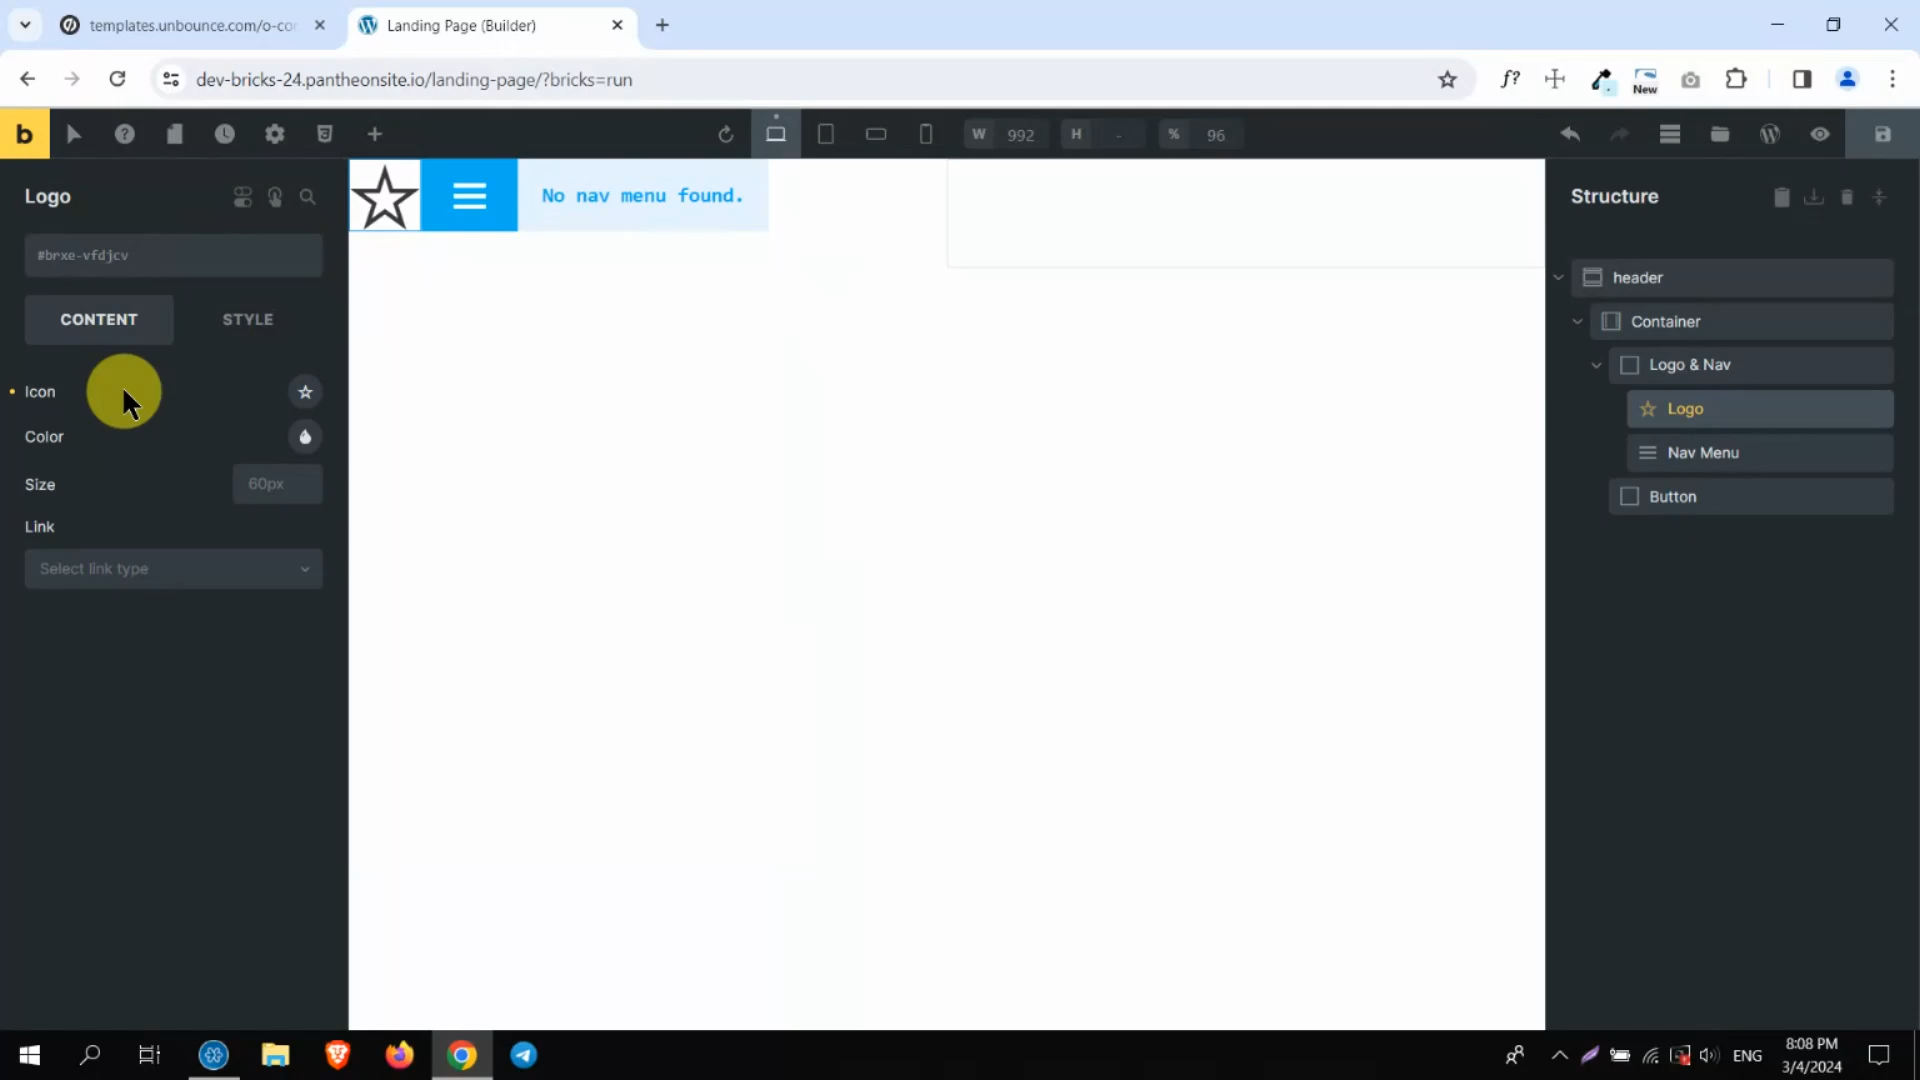 templates.unbounce.com/o-co
Landing Page (Builder)
dev-bricks-24.pantheonsite.io/landing-page/?bricks=run
f?
New
b
W 992 H - % 96
Logo
#brxe-vfdjcv
CONTENT STYLE
Icon
Color
Size 60px
Link
Select link type
No nav menu found.
Structure
header
Container
Logo & Nav
Logo
Nav Menu
Button
ENG
8:08 PM
3/4/2024